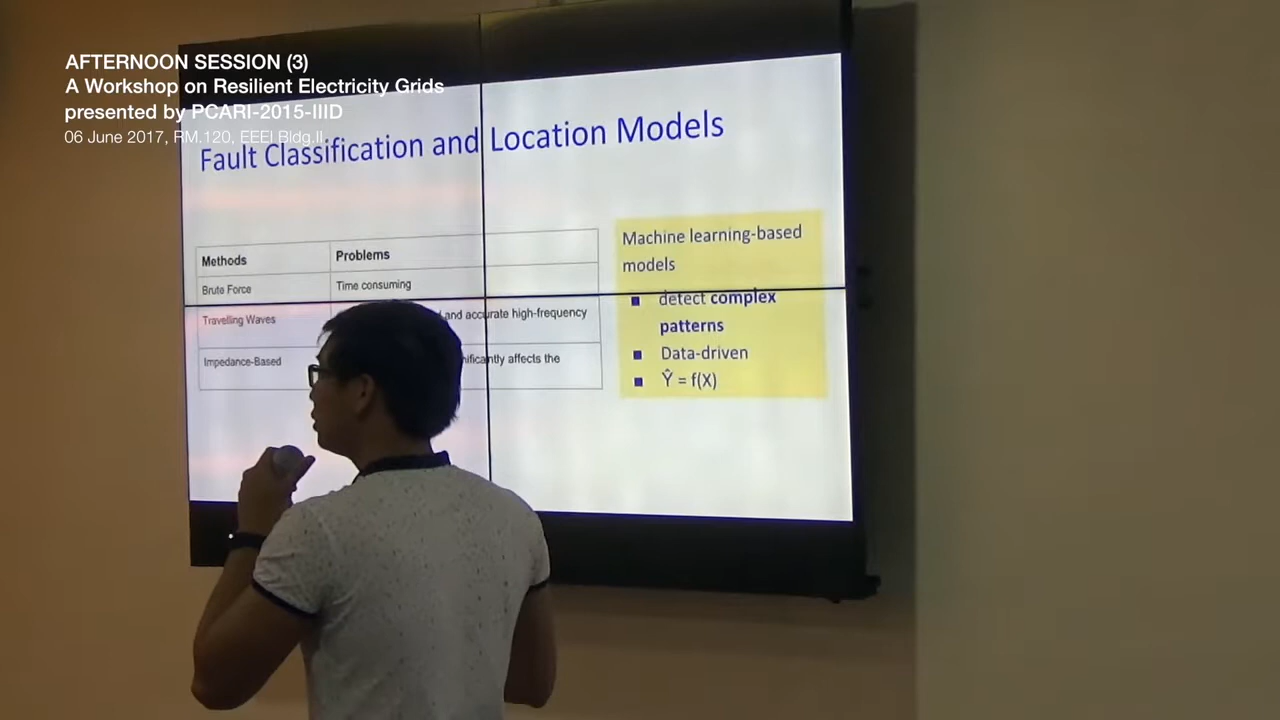 AFTERNOON SESSION (3)
A Workshop on Resilient Electricity Grids
presented by PCARI-2015-IIID
06 June 2017, RM.120, EEEI Bldg.II
Fault Classification and Location Models
Methods Problems
Brute Force Time consuming
Travelling Waves and accurate high-frequency
Impedance-Based affects the
Machine learning-based
models
■ detect complex
patterns
■ Data-driven
■ Ŷ = f(X)